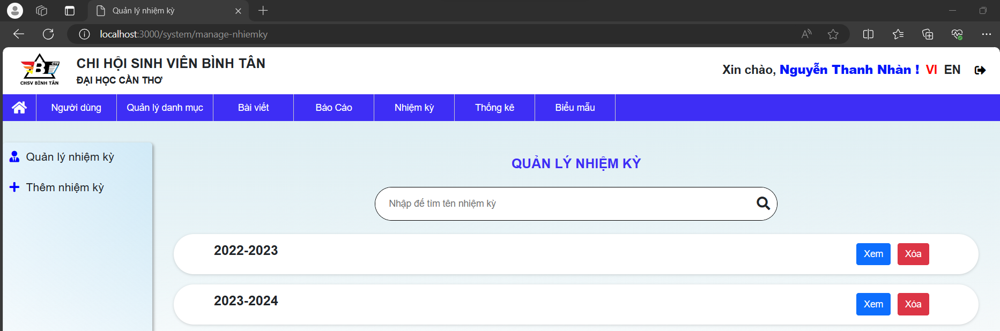 Quản lý nhiệm kỳ
localhost:3000/system/manage-nhiemky
CTU
B
CHSV BÌNH TÂN
CHI HỘI SINH VIÊN BÌNH TÂN
ĐẠI HỌC CẦN THƠ
Xin chào, Nguyễn Thanh Nhàn ! VI EN
Người dùng Quản lý danh mục Bài viết Báo Cáo Nhiệm kỳ Thống kê Biểu mẫu
Quản lý nhiệm kỳ
Thêm nhiệm kỳ
QUẢN LÝ NHIỆM KỲ
Nhập để tìm tên nhiệm kỳ
2022-2023 Xem Xóa
2023-2024 Xem Xóa